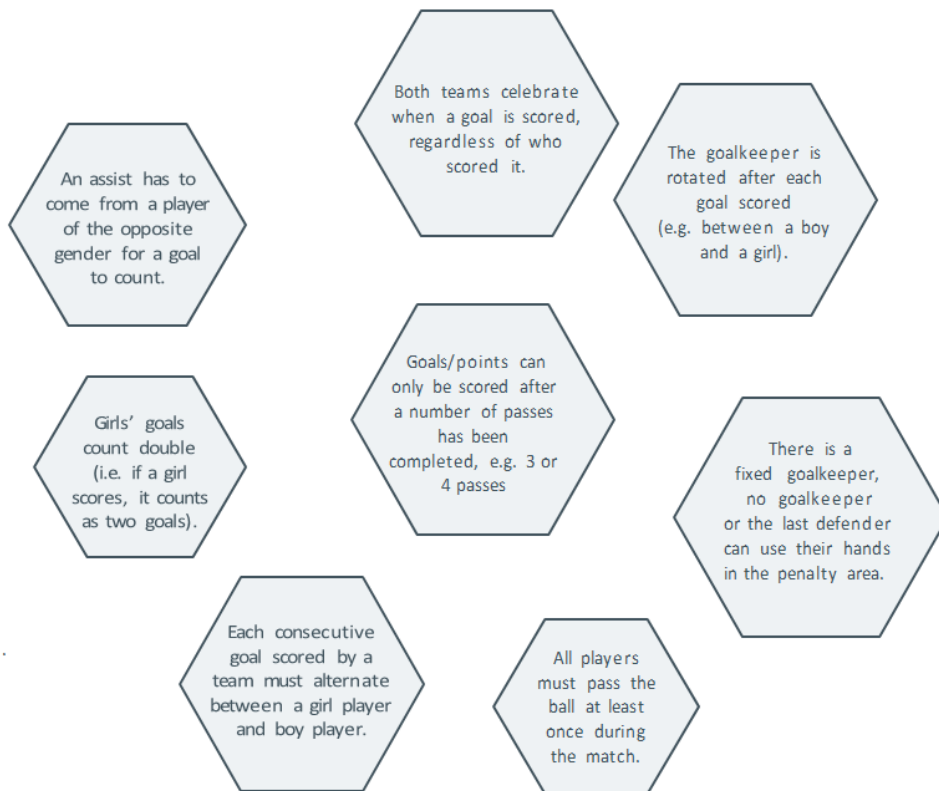 Both teams celebrate
when a goal is scored,
regardless of who
scored it.
The goalkeeper is
rotated after each
goal scored
(e.g. between a boy
and a girl).
An assist has to
come from a player
of the opposite
gender for a goal
to count.
Goals/points can
only be scored after
a number of passes
has been
completed, e.g. 3 or
4 passes
Girls’ goals
count double
(i.e. if a girl
scores, it counts
as two goals).
There is a
fixed goalkeeper,
no goalkeeper
or the last defender
can use their hands
in the penalty area.
Each consecutive
goal scored by a
team must alternate
between a girl player
and boy player.
All players
must pass the
ball at least
once during
the match.